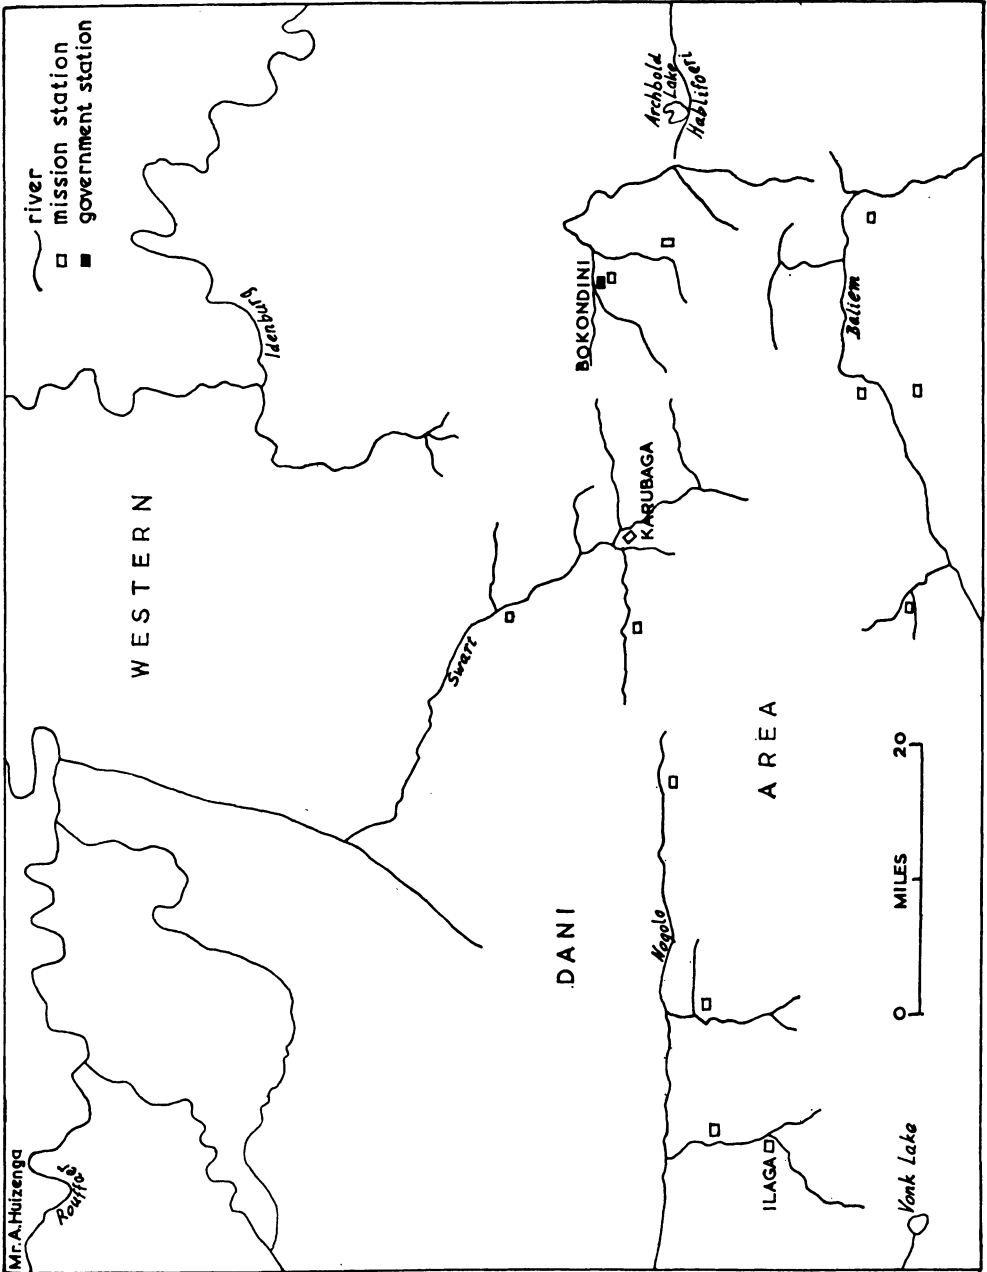 Mr.A.Huizenga
river
mission station
government station
Rouffaer
WESTERN
Idenburg
Swart
DANI
BOKONDINI
KARUBAGA
Nogolo
Archbold
Lake
Hablifoeri
ILAGA
AREA
Baliem
Vonk Lake
0 MILES 20